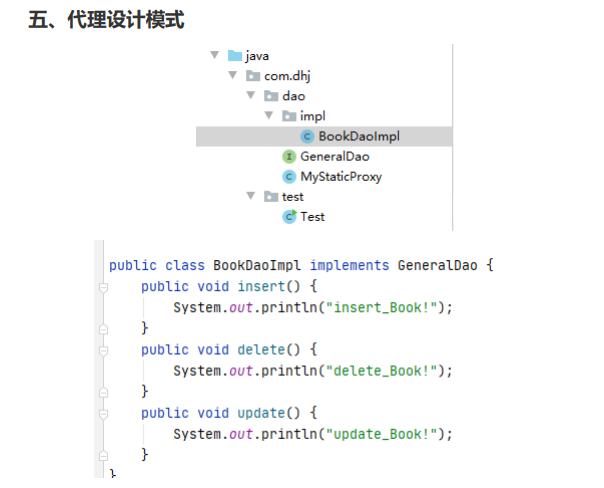 五、代理设计模式
java
com.dhj
dao
impl
BookDaoImpl
GeneralDao
MyStaticProxy
test
Test
public class BookDaoImpl implements GeneralDao {
public void insert() {
System.out.println("insert_Book!");
}
public void delete() {
System.out.println("delete_Book!");
}
public void update() {
System.out.println("update_Book!");
}
}